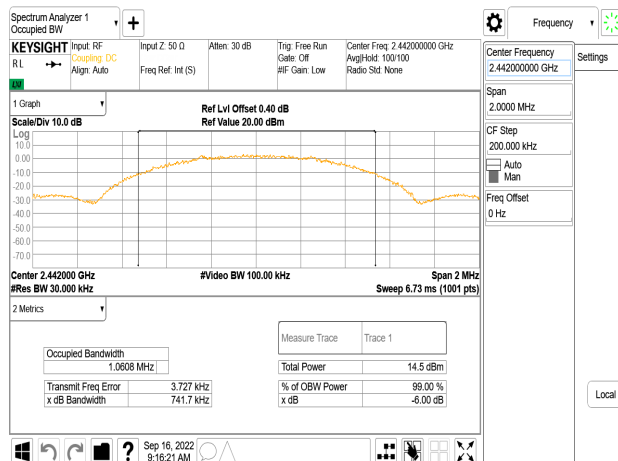 Spectrum Analyzer 1
Occupied BW
Frequency
KEYSIGHT
Input: RF
Input Z: 50 Ω
Atten: 30 dB
Trig: Free Run
Center Freq: 2.442000000 GHz
RL
Coupling: DC
Gate: Off
Avg|Hold: 100/100
Align: Auto
Freq Ref: Int (S)
#IF Gain: Low
Radio Std: None
Center Frequency
2.442000000 GHz
Settings
Span
2.0000 MHz
CF Step
200.000 kHz
Auto
Man
Freq Offset
0 Hz
Local
1 Graph
Ref Lvl Offset 0.40 dB
Scale/Div 10.0 dB
Ref Value 20.00 dBm
Log
10.0
0.00
-10.0
-20.0
-30.0
-40.0
-50.0
-60.0
-70.0
Center 2.442000 GHz
#Video BW 100.00 kHz
Span 2 MHz
#Res BW 30.000 kHz
Sweep 6.73 ms (1001 pts)
2 Metrics
Measure Trace
Trace 1
Occupied Bandwidth
1.0608 MHz
Total Power
14.5 dBm
Transmit Freq Error
3.727 kHz
% of OBW Power
99.00 %
x dB Bandwidth
741.7 kHz
x dB
-6.00 dB
?
Sep 16, 2022
9:16:21 AM